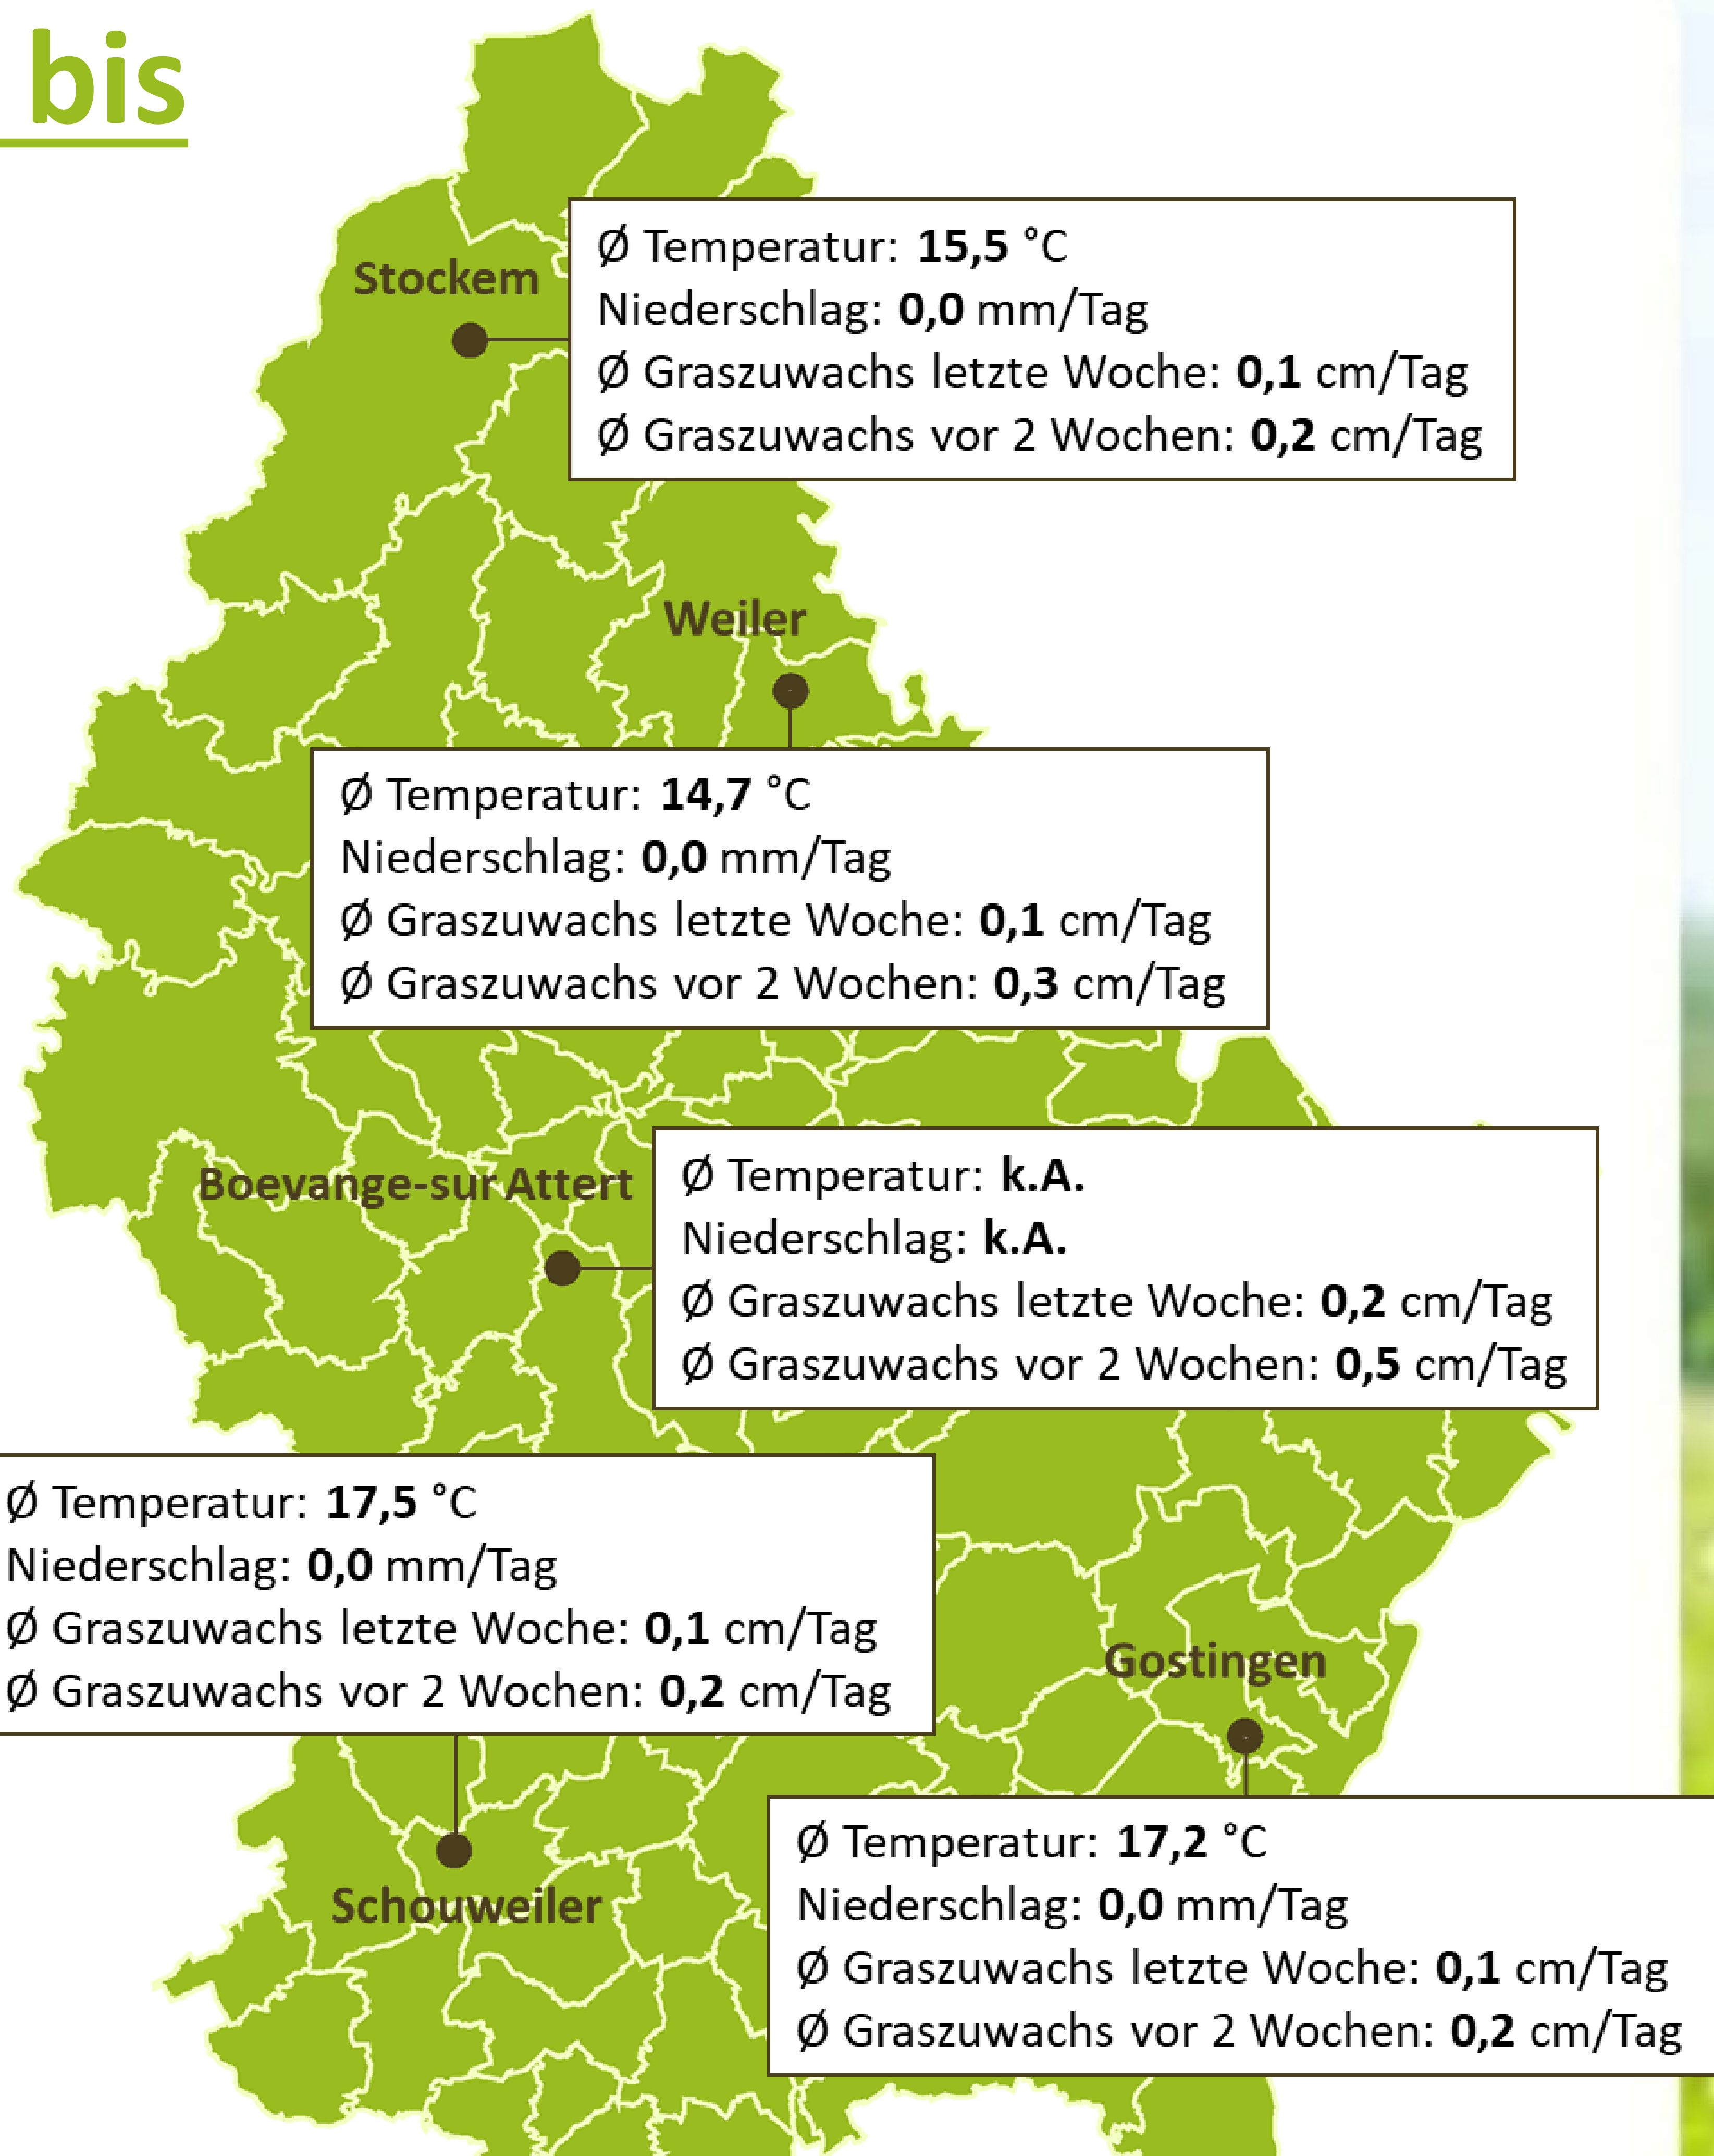 bis
Stockem
Ø Temperatur: 15,5 °C
Niederschlag: 0,0 mm/Tag
Ø Graszuwachs letzte Woche: 0,1 cm/Tag
Ø Graszuwachs vor 2 Wochen: 0,2 cm/Tag
Weiler
Ø Temperatur: 14,7 °C
Niederschlag: 0,0 mm/Tag
Ø Graszuwachs letzte Woche: 0,1 cm/Tag
Ø Graszuwachs vor 2 Wochen: 0,3 cm/Tag
Boevange-sur Attert
Ø Temperatur: k.A.
Niederschlag: k.A.
Ø Graszuwachs letzte Woche: 0,2 cm/Tag
Ø Graszuwachs vor 2 Wochen: 0,5 cm/Tag
Ø Temperatur: 17,5 °C
Niederschlag: 0,0 mm/Tag
Ø Graszuwachs letzte Woche: 0,1 cm/Tag
Ø Graszuwachs vor 2 Wochen: 0,2 cm/Tag
Schouweiler
Gostingen
Ø Temperatur: 17,2 °C
Niederschlag: 0,0 mm/Tag
Ø Graszuwachs letzte Woche: 0,1 cm/Tag
Ø Graszuwachs vor 2 Wochen: 0,2 cm/Tag